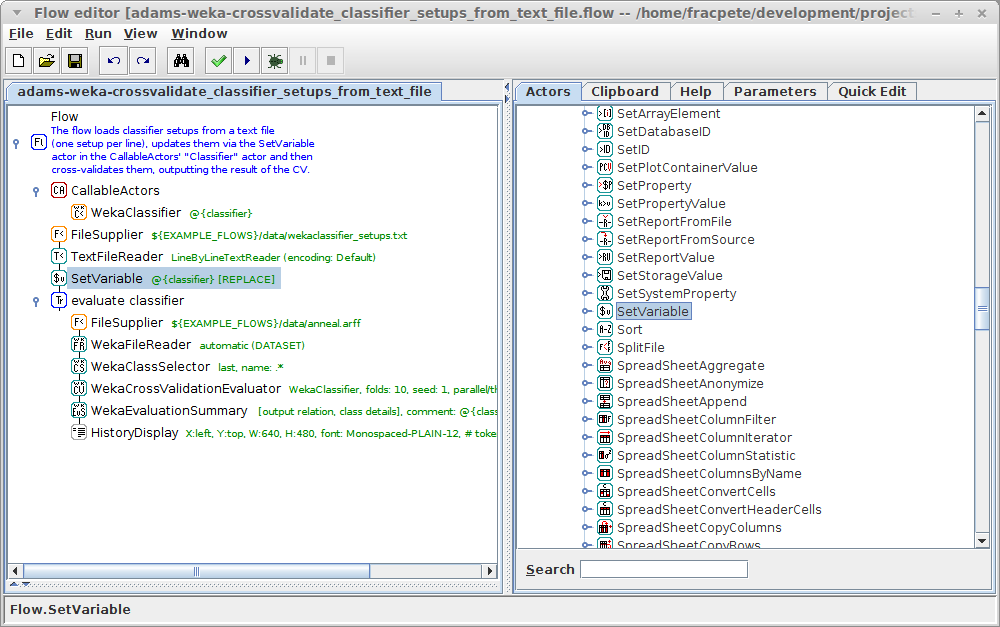 Flow editor [adams-weka-crossvalidate_classifier_setups_from_text_file.flow -- /home/fracpete/development/project
File Edit Run View Window
adams-weka-crossvalidate_classifier_setups_from_text_file
Flow
The flow loads classifier setups from a text file
(one setup per line), updates them via the SetVariable
actor in the CallableActors' "Classifier" actor and then
cross-validates them, outputting the result of the CV.
CallableActors
WekaClassifier @{classifier}
FileSupplier ${EXAMPLE_FLOWS}/data/wekaclassifier_setups.txt
TextFileReader LineByLineTextReader (encoding: Default)
SetVariable @{classifier} [REPLACE]
evaluate classifier
FileSupplier ${EXAMPLE_FLOWS}/data/anneal.arff
WekaFileReader automatic (DATASET)
WekaClassSelector last, name: .*
WekaCrossValidationEvaluator WekaClassifier, folds: 10, seed: 1, parallel/th
WekaEvaluationSummary [output relation, class details], comment: @{clas
HistoryDisplay X:left, Y:top, W:640, H:480, font: Monospaced-PLAIN-12, # toke
Actors Clipboard Help Parameters Quick Edit
SetArrayElement
SetDatabaseID
SetID
SetPlotContainerValue
SetProperty
SetPropertyValue
SetReportFromFile
SetReportFromSource
SetReportValue
SetStorageValue
SetSystemProperty
SetVariable
Sort
SplitFile
SpreadSheetAggregate
SpreadSheetAnonymize
SpreadSheetAppend
SpreadSheetColumnFilter
SpreadSheetColumnIterator
SpreadSheetColumnStatistic
SpreadSheetColumnsByName
SpreadSheetConvertCells
SpreadSheetConvertHeaderCells
SpreadSheetCopyColumns
SpreadSheetCopyRows
Search
Flow.SetVariable